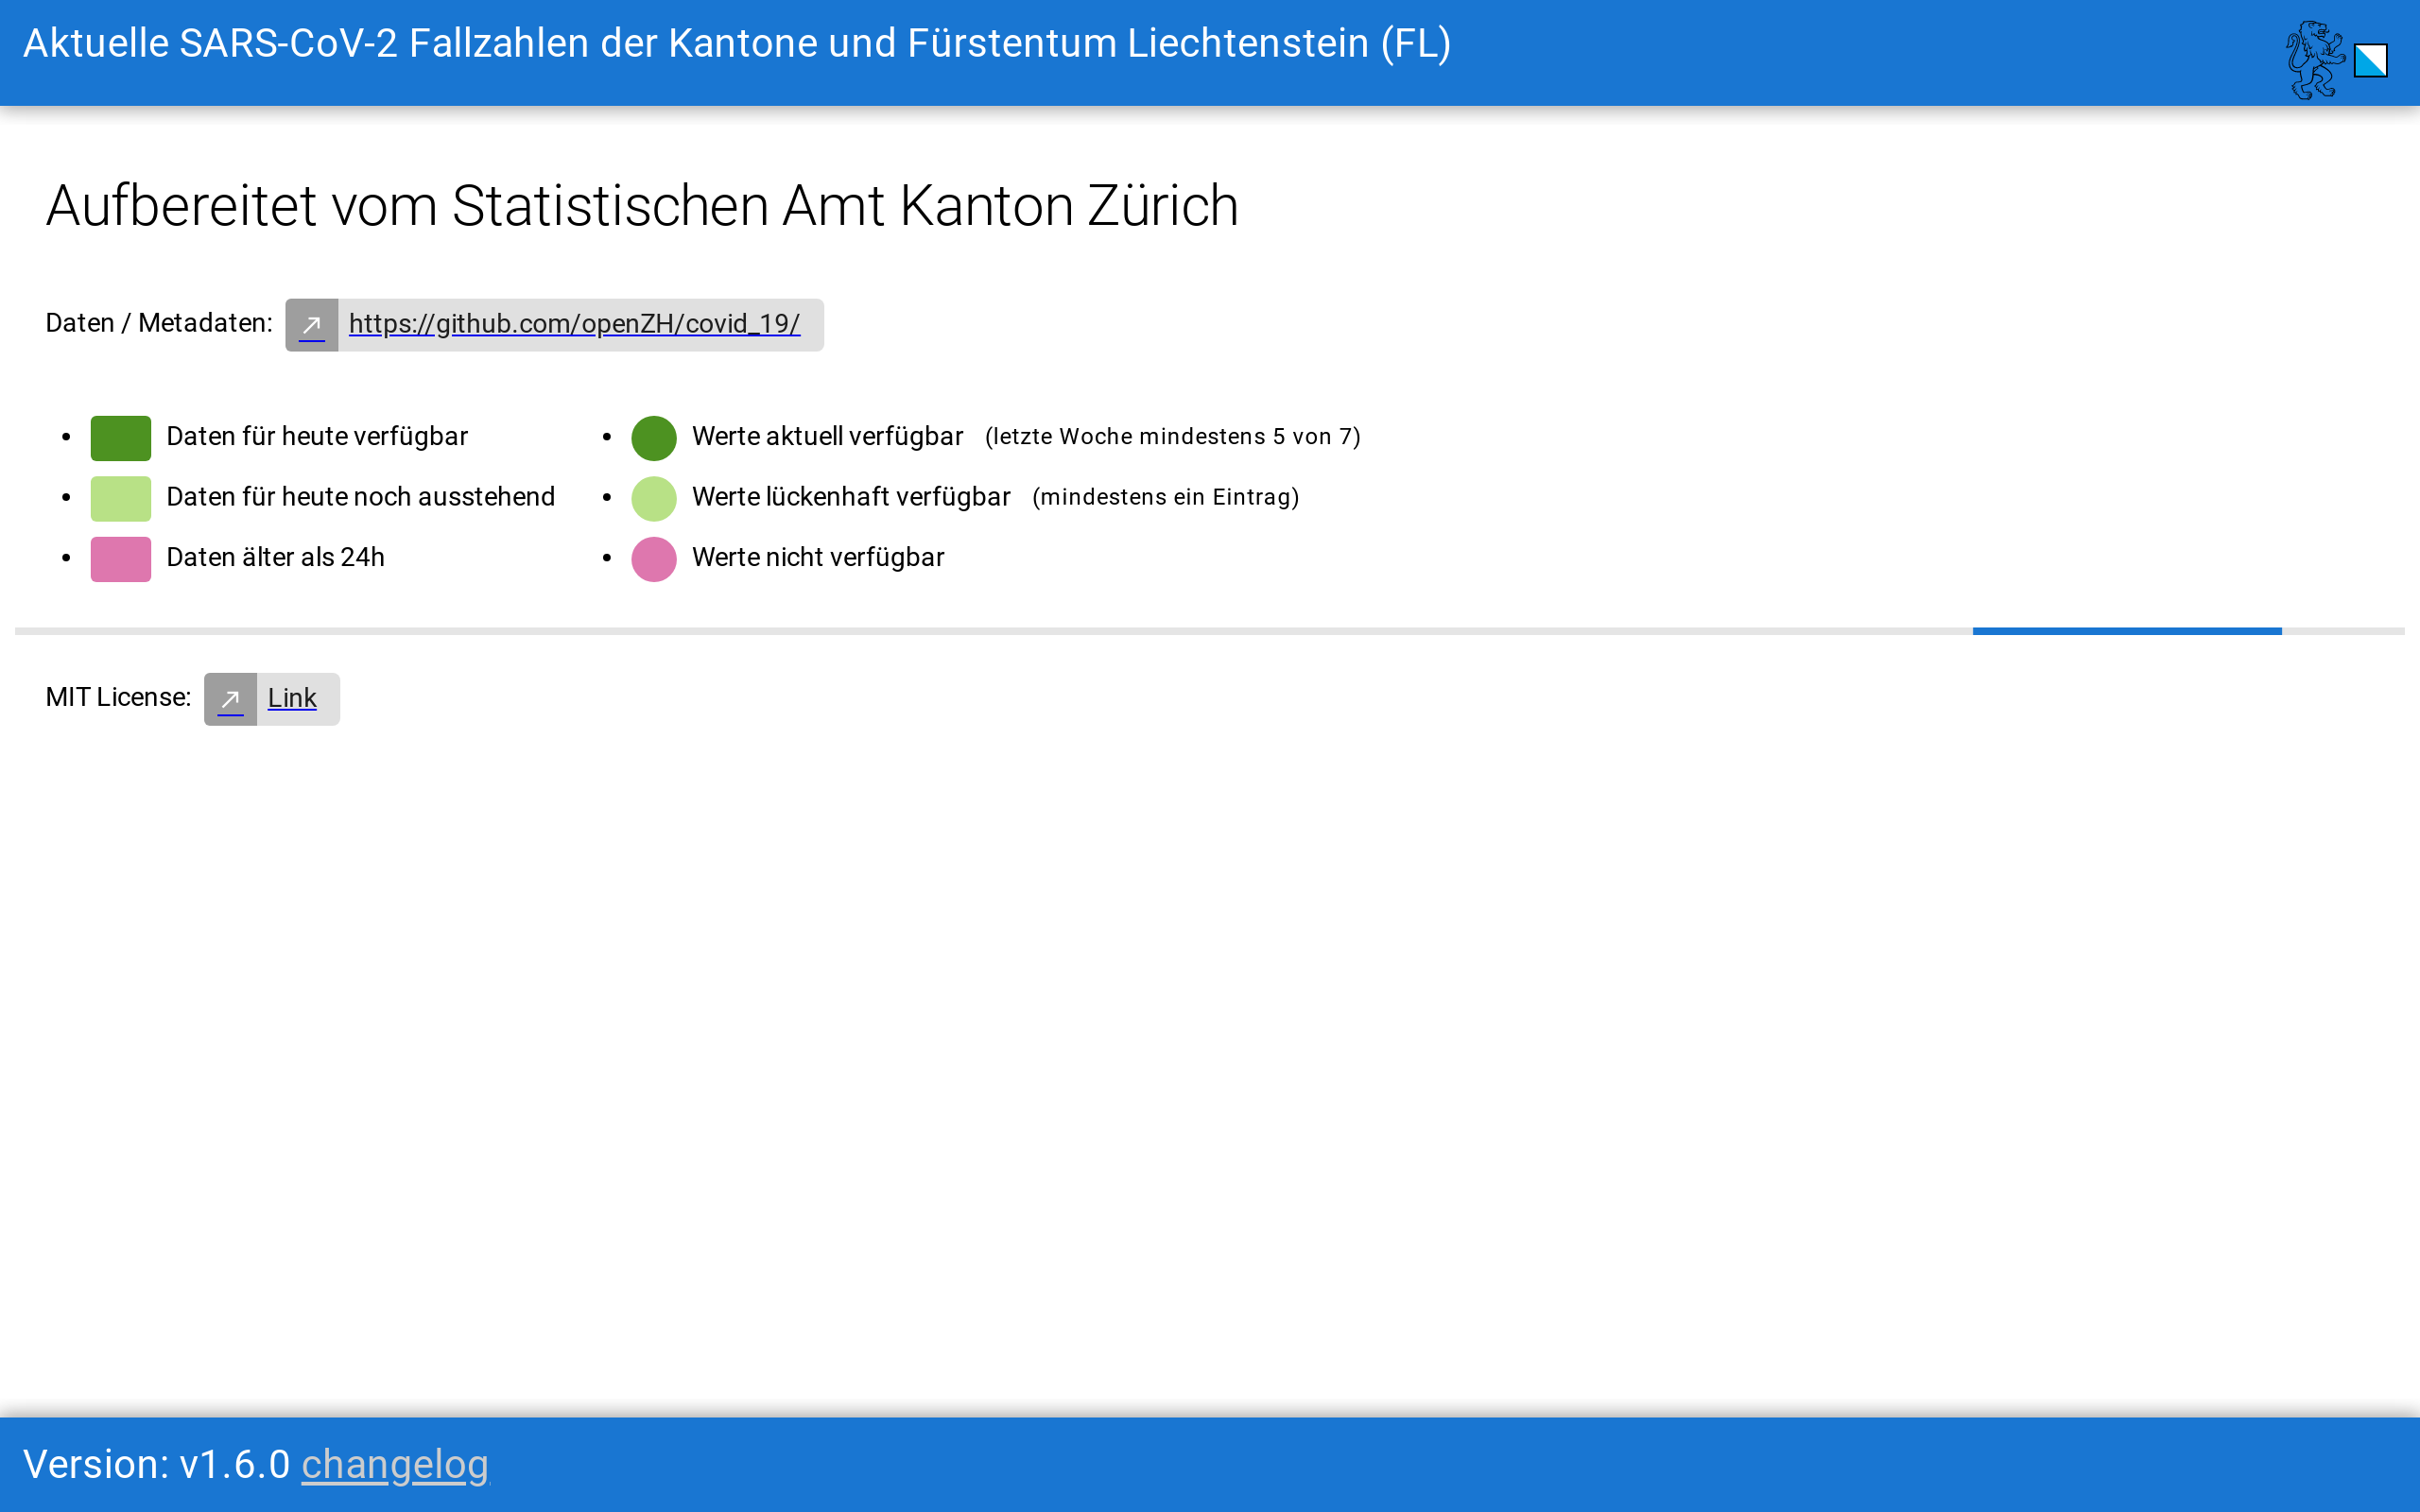 Aktuelle SARS-CoV-2 Fallzahlen der Kantone und Fürstentum Liechtenstein (FL)
Aufbereitet vom Statistischen Amt Kanton Zürich
Daten / Metadaten: https://github.com/openZH/covid_19/
Daten für heute verfügbar
Daten für heute noch ausstehend
Daten älter als 24h
Werte aktuell verfügbar (letzte Woche mindestens 5 von 7)
Werte lückenhaft verfügbar (mindestens ein Eintrag)
Werte nicht verfügbar
MIT License: Link
Version: v1.6.0 changelog